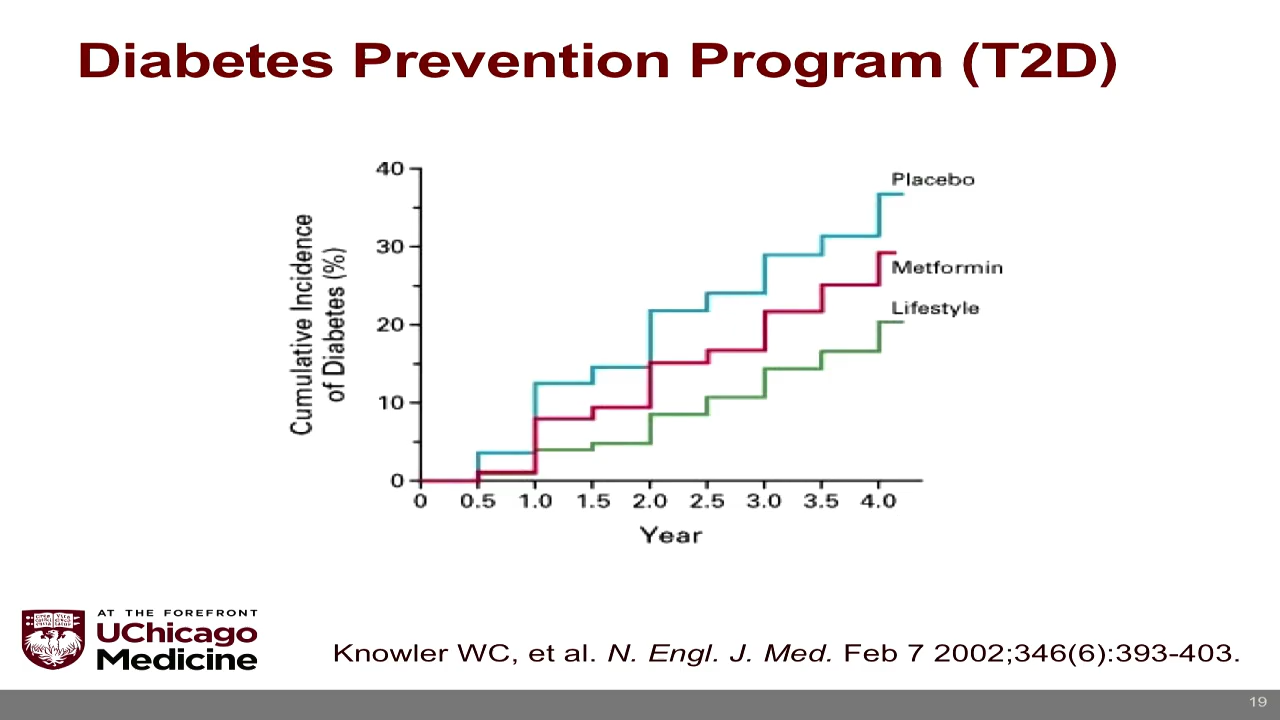 Diabetes Prevention Program (T2D)
Cumulative Incidence
of Diabetes (%)
40
30
20
10
0
Placebo
Metformin
Lifestyle
0 0.5 1.0 1.5 2.0 2.5 3.0 3.5 4.0
Year
AT THE FOREFRONT
UChicago
Medicine
Knowler WC, et al. N. Engl. J. Med. Feb 7 2002;346(6):393-403.
19